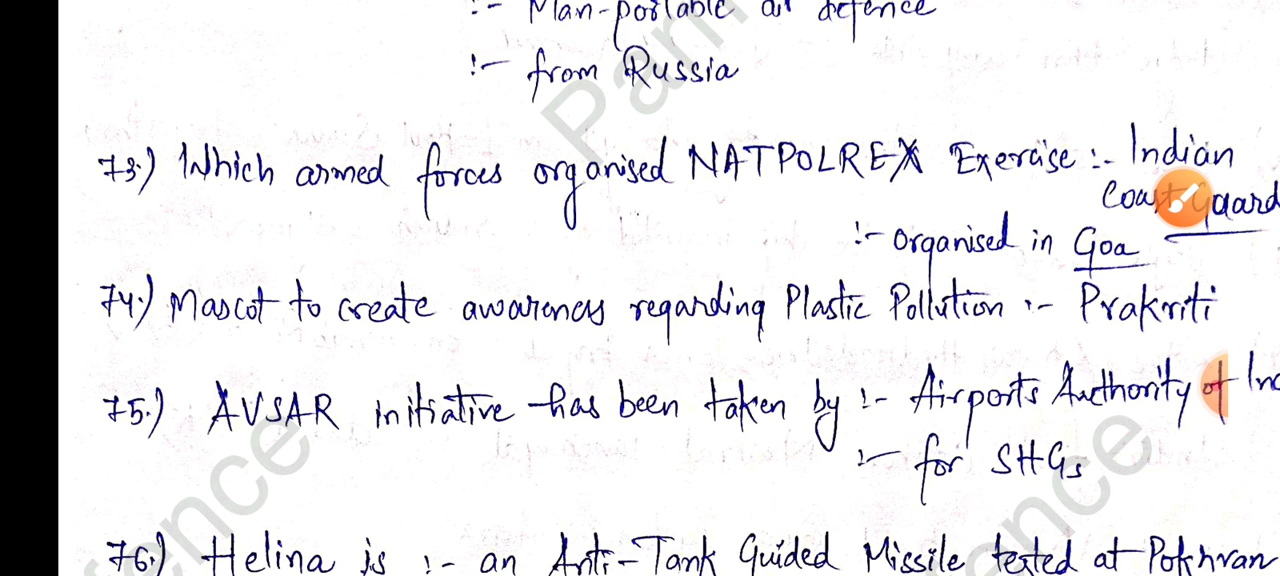 :- Man-portable air defence
:- from Russia
73.) Which armed forces organised NATPOLREX Exercise :- Indian
Coast Guard
:- Organised in Goa
74.) Mascot to create awareness regarding Plastic Pollution :- Prakriti
75.) AVSAR initiative has been taken by :- Airports Authority of
:- for SHGs
76.) Helina is :- an Anti-Tank Guided Missile tested at Pokhran